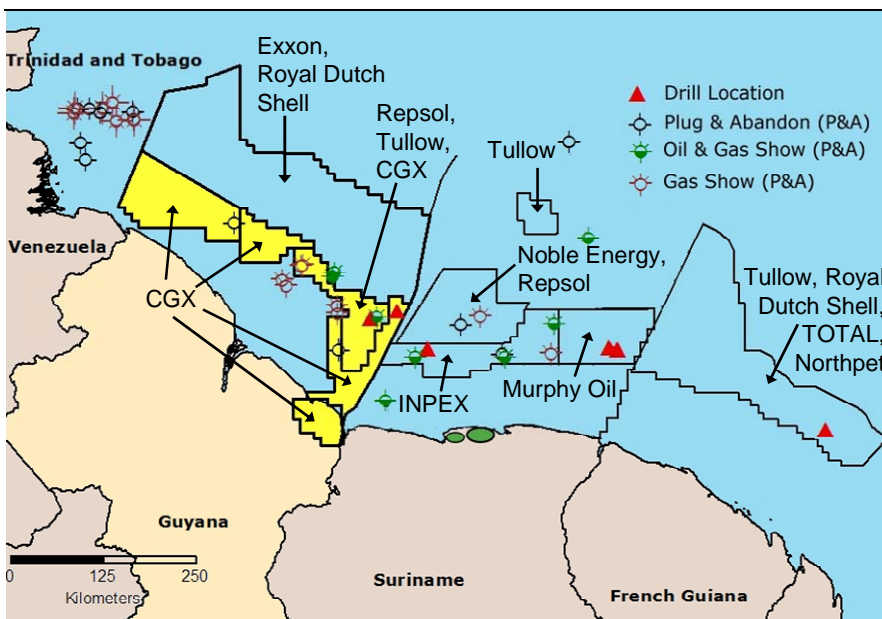 Trinidad and Tobago
Exxon,
Royal Dutch
Shell
Repsol,
Tullow,
CGX
Tullow
Drill Location
Plug & Abandon (P&A)
Oil & Gas Show (P&A)
Gas Show (P&A)
Venezuela
CGX
Noble Energy,
Repsol
Tullow, Royal
Dutch Shell,
TOTAL,
Northpet
INPEX
Murphy Oil
Guyana
Suriname
French Guiana
0 125 250
Kilometers